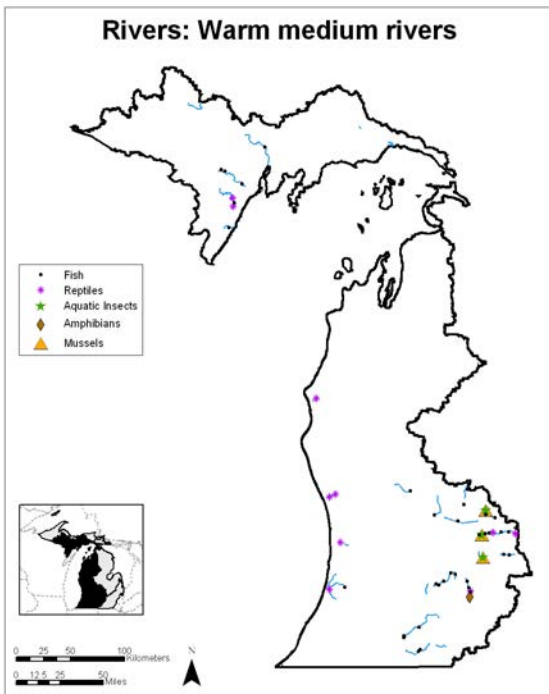 Rivers: Warm medium rivers
Fish
Reptiles
Aquatic Insects
Amphibians
Mussels
0 25 50 100
Kilometers
0 12.5 25 50
Miles
N